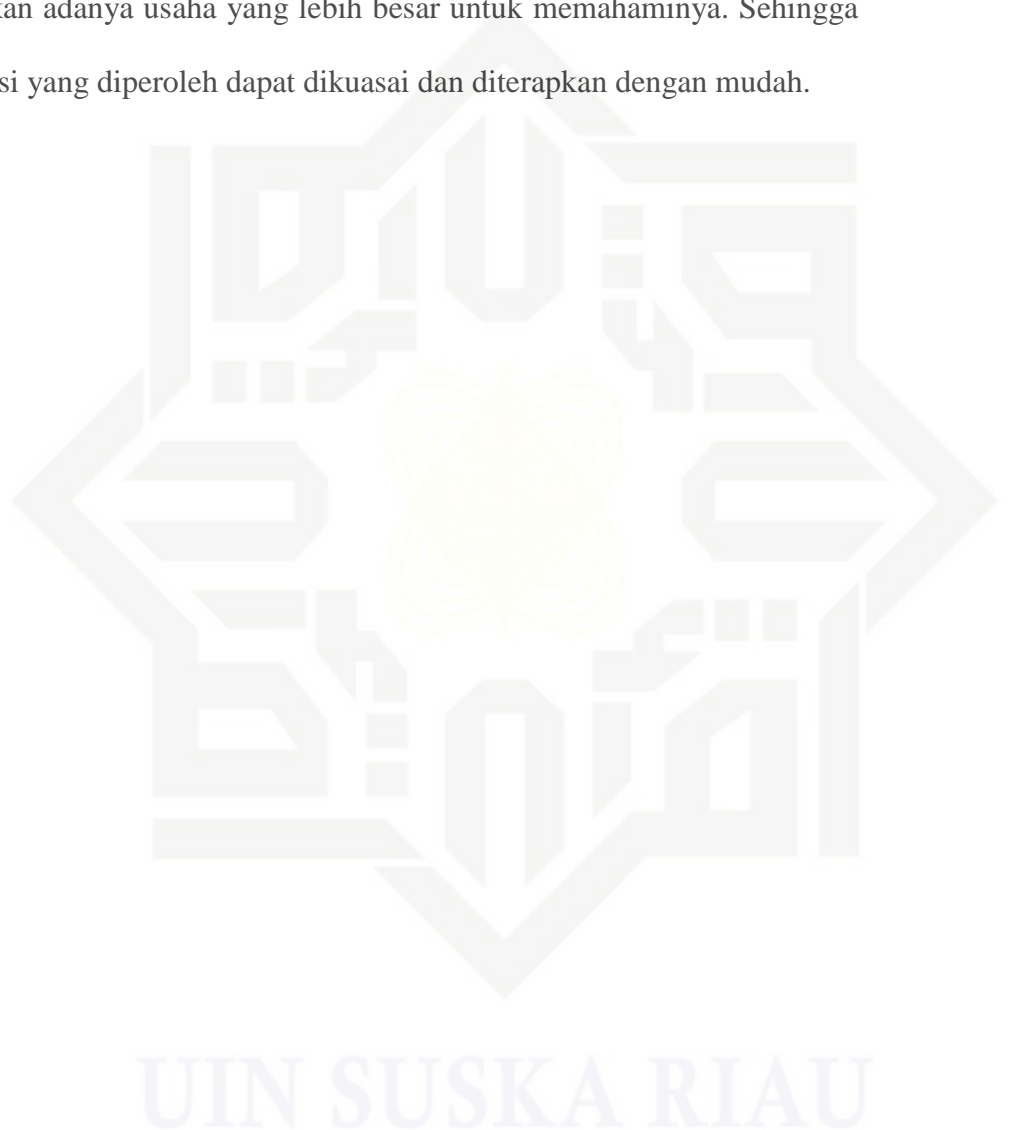 adanya usaha yang lebih besar untuk memahaminya. Sehingga
yang diperoleh dapat dikuasai dan diterapkan dengan mudah.
UIN SUSKA RIAU